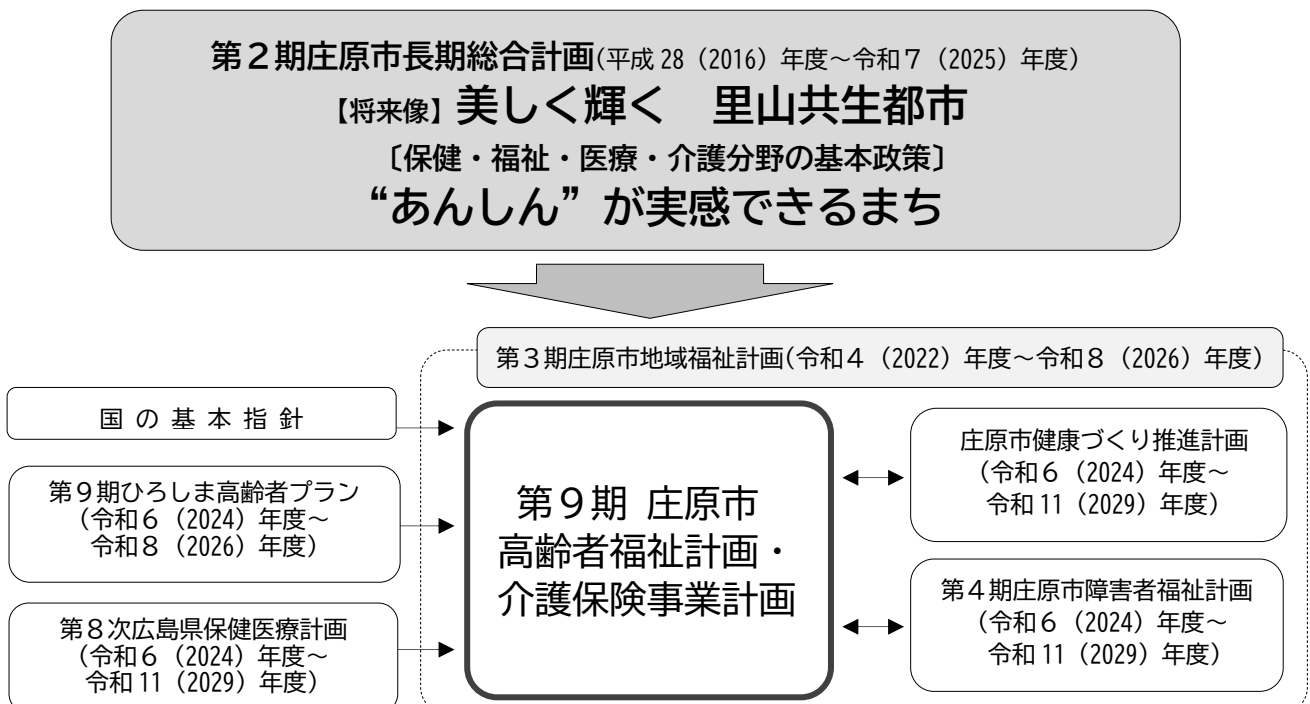 第２期庄原市長期総合計画(平成28（2016）年度～令和７（2025）年度)
【将来像】美しく輝く　里山共生都市
〔保健・福祉・医療・介護分野の基本政策〕
“あんしん”が実感できるまち
第３期庄原市地域福祉計画(令和４（2022）年度～令和８（2026）年度)
国の基本指針
第９期ひろしま高齢者プラン
（令和６（2024）年度～
令和８（2026）年度）
第８次広島県保健医療計画
（令和６（2024）年度～
令和11（2029）年度）
第９期 庄原市
高齢者福祉計画・
介護保険事業計画
庄原市健康づくり推進計画
（令和６（2024）年度～
令和11（2029）年度）
第４期庄原市障害者福祉計画
（令和６（2024）年度～
令和11（2029）年度）